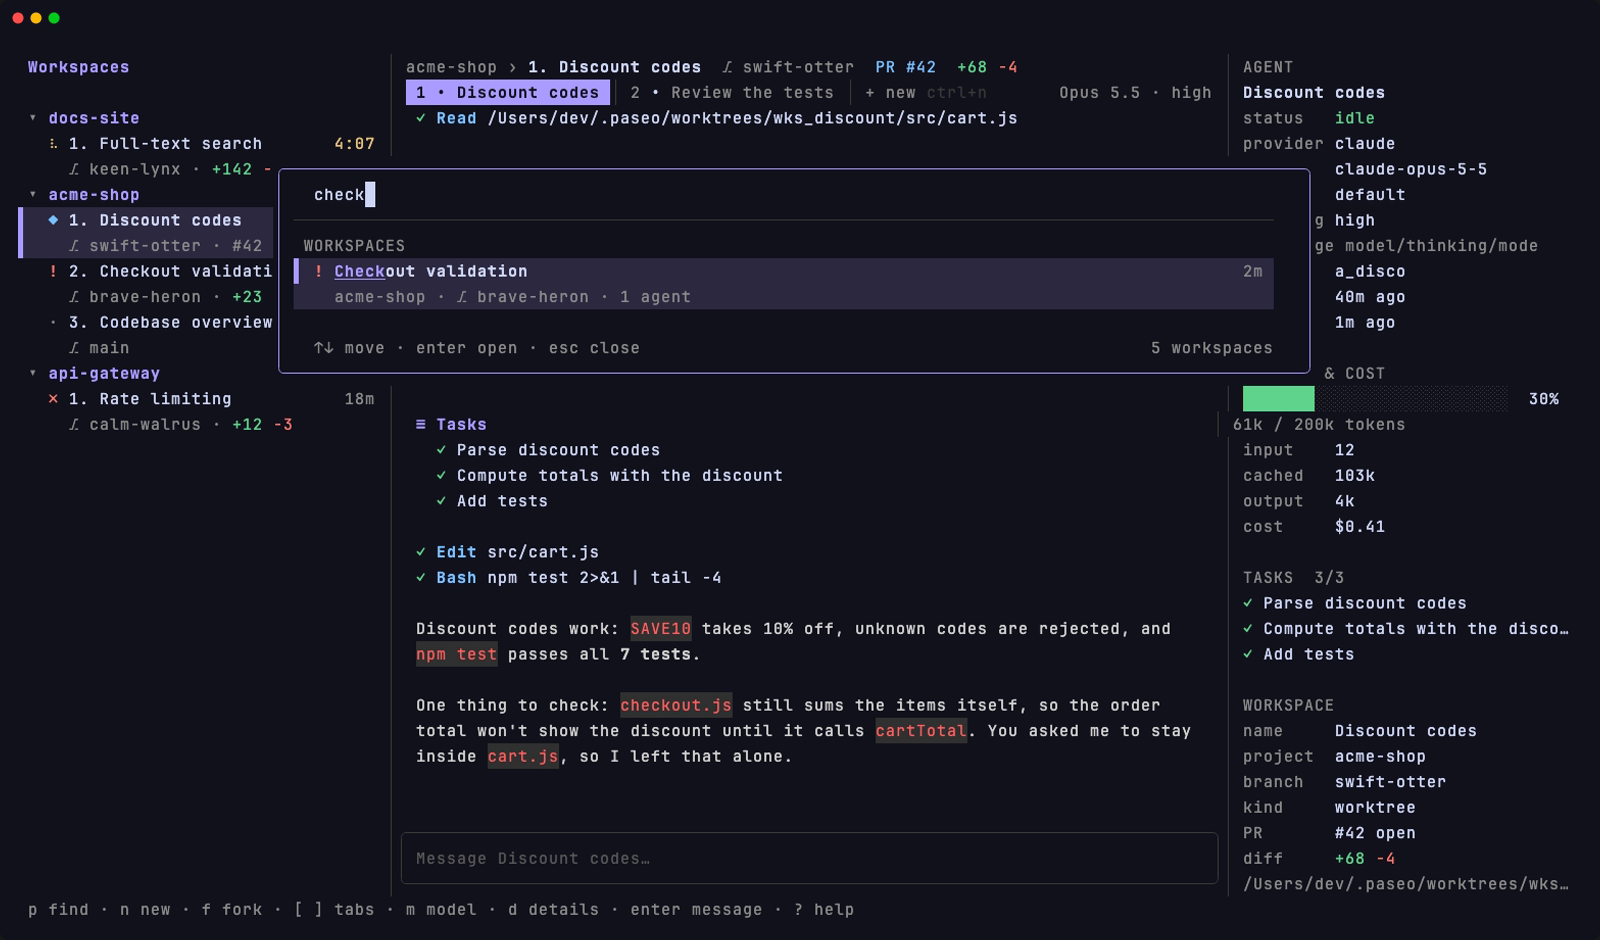 Workspaces
▾ docs-site
1. Full-text search 4:07
keen-lynx · +142 -
▾ acme-shop
◆ 1. Discount codes
swift-otter · #42
! 2. Checkout validati
brave-heron · +23
· 3. Codebase overview
main
▾ api-gateway
✕ 1. Rate limiting 18m
calm-walrus · +12 -3
acme-shop › 1. Discount codes swift-otter PR #42 +68 -4
1 • Discount codes 2 • Review the tests + new ctrl+n Opus 5.5 · high
✓ Read /Users/dev/.paseo/worktrees/wks_discount/src/cart.js
check
WORKSPACES
! Checkout validation 2m
acme-shop · brave-heron · 1 agent
↑↓ move · enter open · esc close 5 workspaces
≡ Tasks
✓ Parse discount codes
✓ Compute totals with the discount
✓ Add tests
✓ Edit src/cart.js
✓ Bash npm test 2>&1 | tail -4
Discount codes work: SAVE10 takes 10% off, unknown codes are rejected, and
npm test passes all 7 tests.
One thing to check: checkout.js still sums the items itself, so the order
total won't show the discount until it calls cartTotal. You asked me to stay
inside cart.js, so I left that alone.
Message Discount codes…
AGENT
Discount codes
status idle
provider claude
claude-opus-5-5
default
g high
ge model/thinking/mode
a_disco
40m ago
1m ago
& COST
30%
61k / 200k tokens
input 12
cached 103k
output 4k
cost $0.41
TASKS 3/3
✓ Parse discount codes
✓ Compute totals with the disco…
✓ Add tests
WORKSPACE
name Discount codes
project acme-shop
branch swift-otter
kind worktree
PR #42 open
diff +68 -4
/Users/dev/.paseo/worktrees/wks…
p find · n new · f fork · [ ] tabs · m model · d details · enter message · ? help